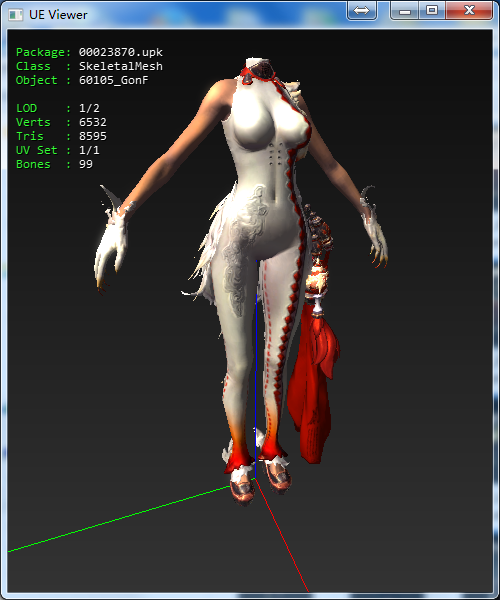 UE Viewer
Package: 00023870.upk
Class : SkeletalMesh
Object : 60105_GonF
LOD : 1/2
Verts : 6532
Tris : 8595
UV Set : 1/1
Bones : 99